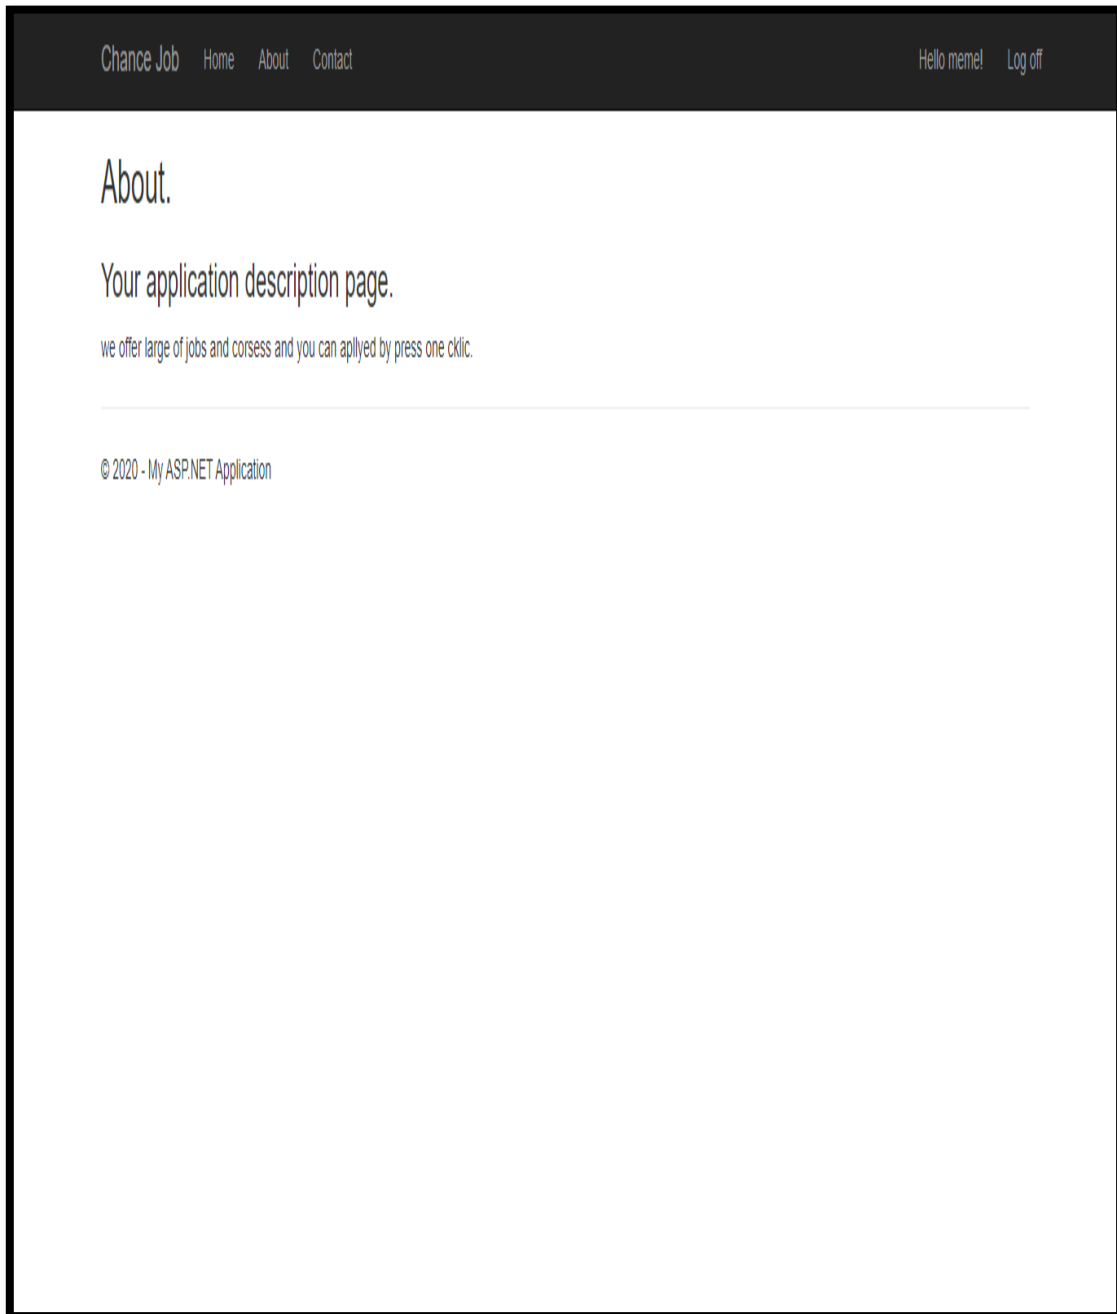 Chance Job Home About Contact Hello meme! Log off
About.
Your application description page.
we offer large of jobs and corsess and you can apllyed by press one cklic.
© 2020 - My ASP.NET Application